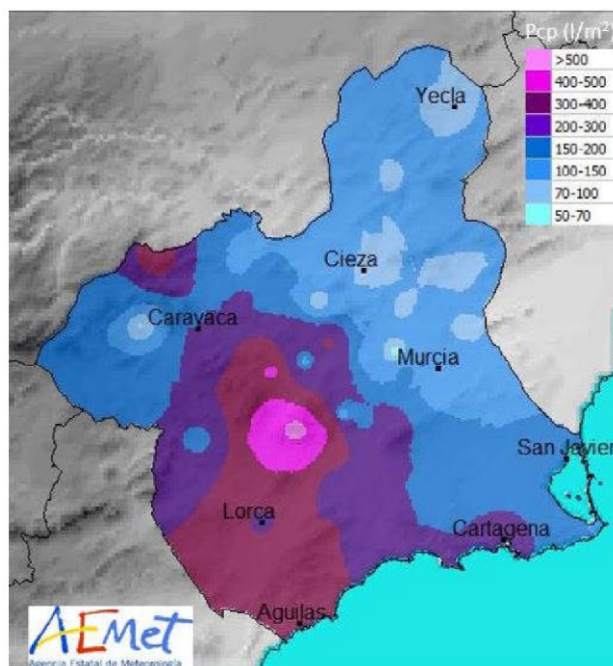 Pcp (l/m²)
>500
400-500
300-400
200-300
150-200
100-150
70-100
50-70
Yecla
Cieza
Caravaca
Murcia
San Javier
Lorca
Cartagena
Aguilas
AEmet
Agencia Estatal de Meteorología